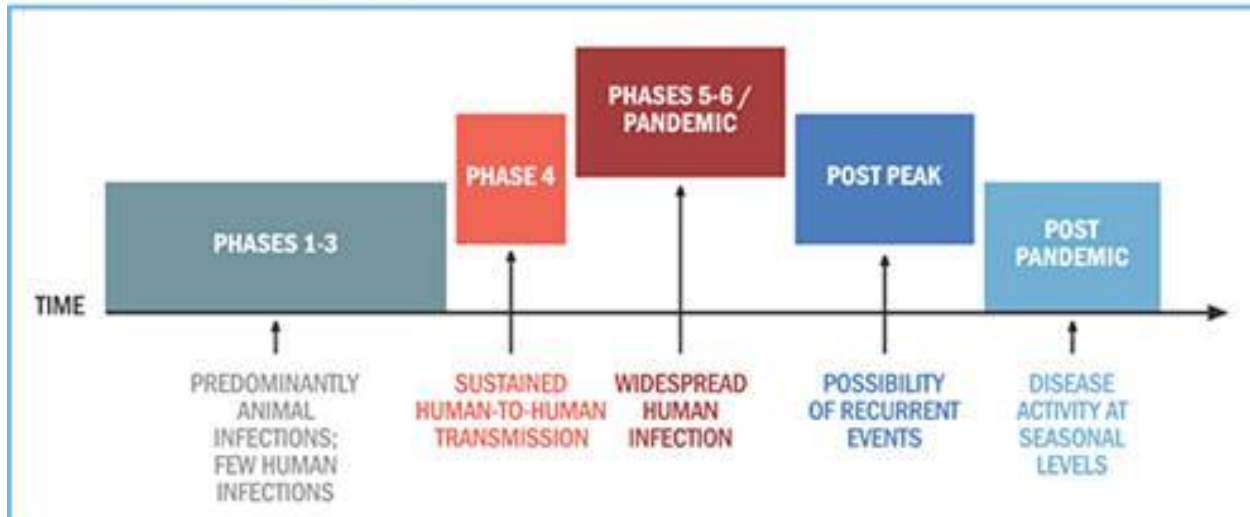 PHASES 5-6 /
PANDEMIC
PHASE 4
POST PEAK
PHASES 1-3
POST
PANDEMIC
TIME
PREDOMINANTLY
ANIMAL
INFECTIONS;
FEW HUMAN
INFECTIONS
SUSTAINED
HUMAN-TO-HUMAN
TRANSMISSION
WIDESPREAD
HUMAN
INFECTION
POSSIBILITY
OF RECURRENT
EVENTS
DISEASE
ACTIVITY AT
SEASONAL
LEVELS